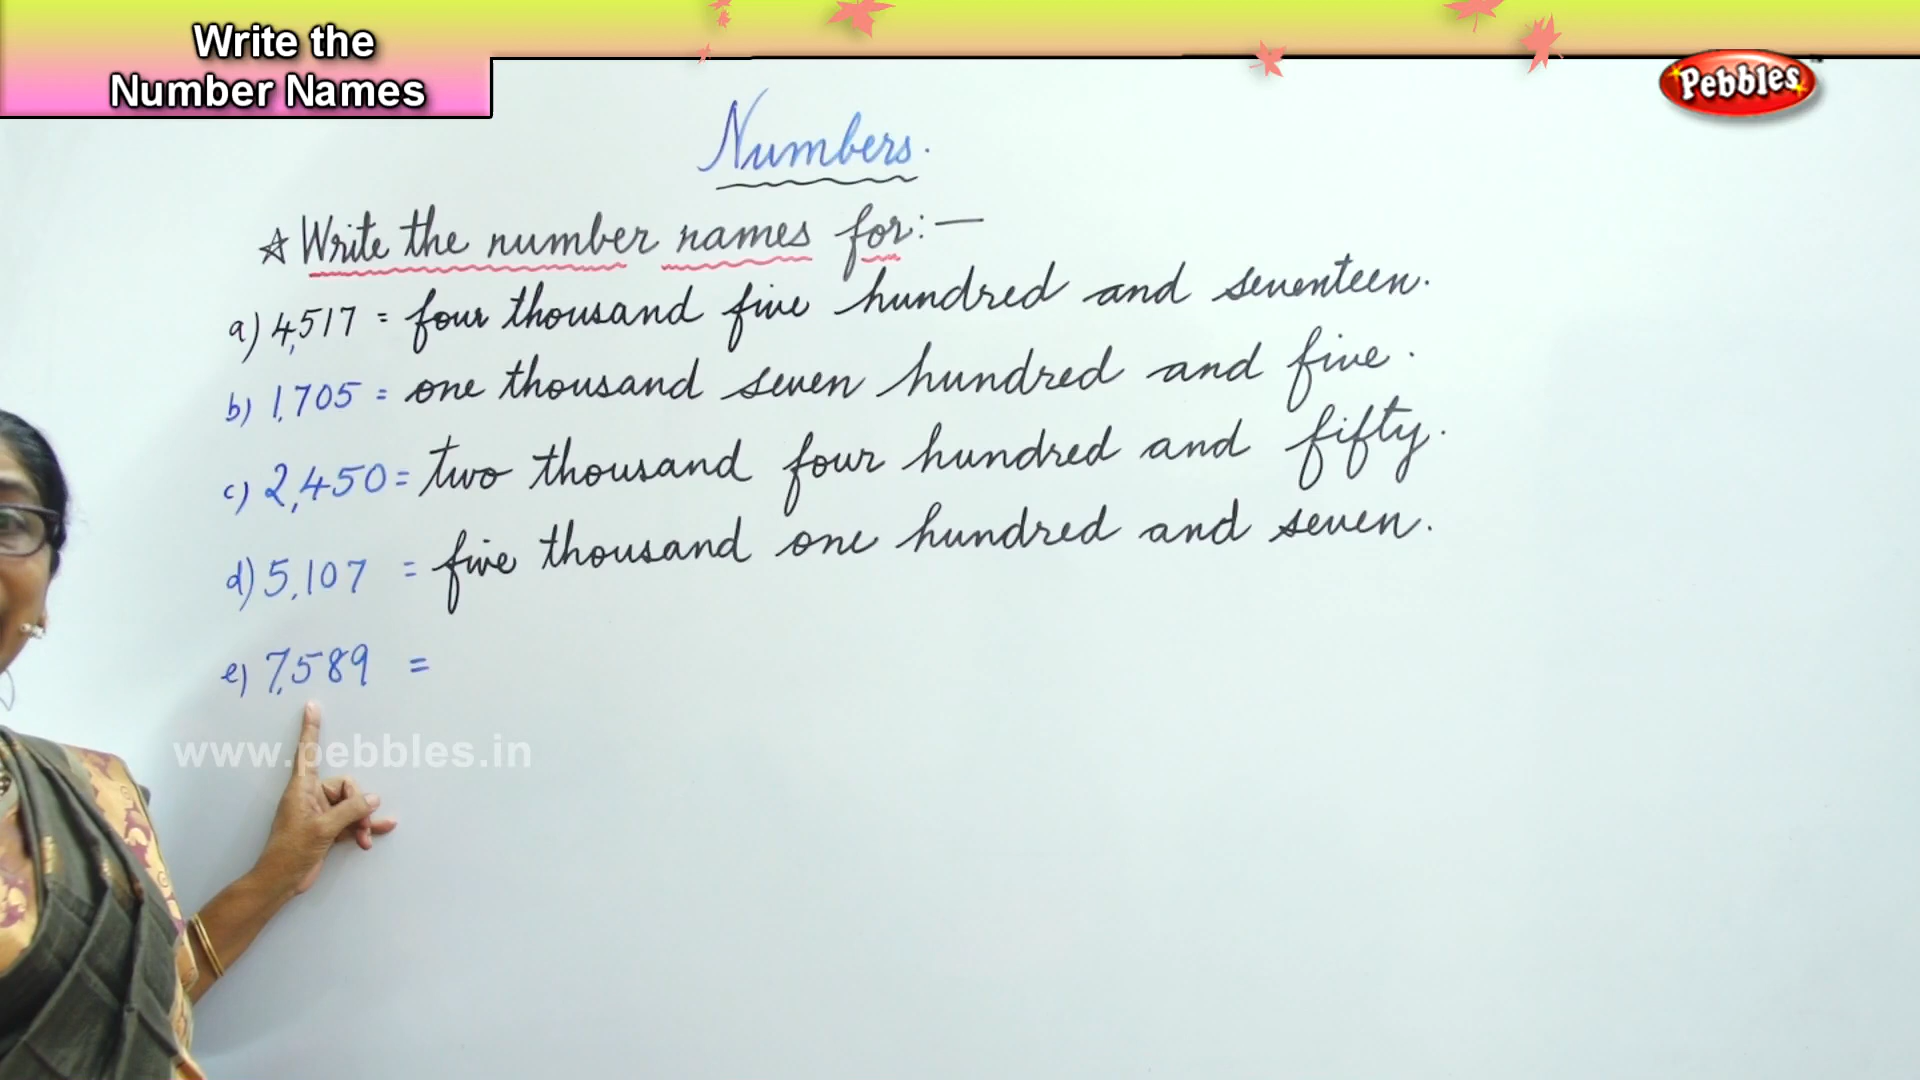 Write the
Number Names
Pebbles
Numbers.
☆ Write the number names for:—
a) 4,517 = four thousand five hundred and seventeen.
b) 1,705 = one thousand seven hundred and five.
c) 2,450 = two thousand four hundred and fifty.
d) 5,107 = five thousand one hundred and seven.
e) 7,589 =
www.pebbles.in